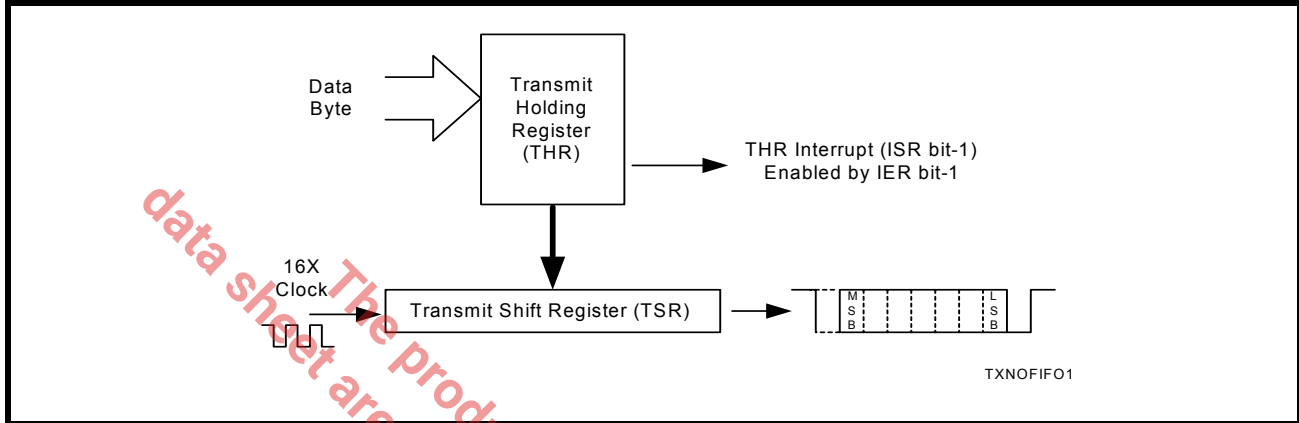 Data
Byte
Transmit
Holding
Register
(THR)
THR Interrupt (ISR bit-1)
Enabled by IER bit-1
16X
Clock
Transmit Shift Register (TSR)
M
S
B
L
S
B
TXNOFIFO1
The produ
data sheet are